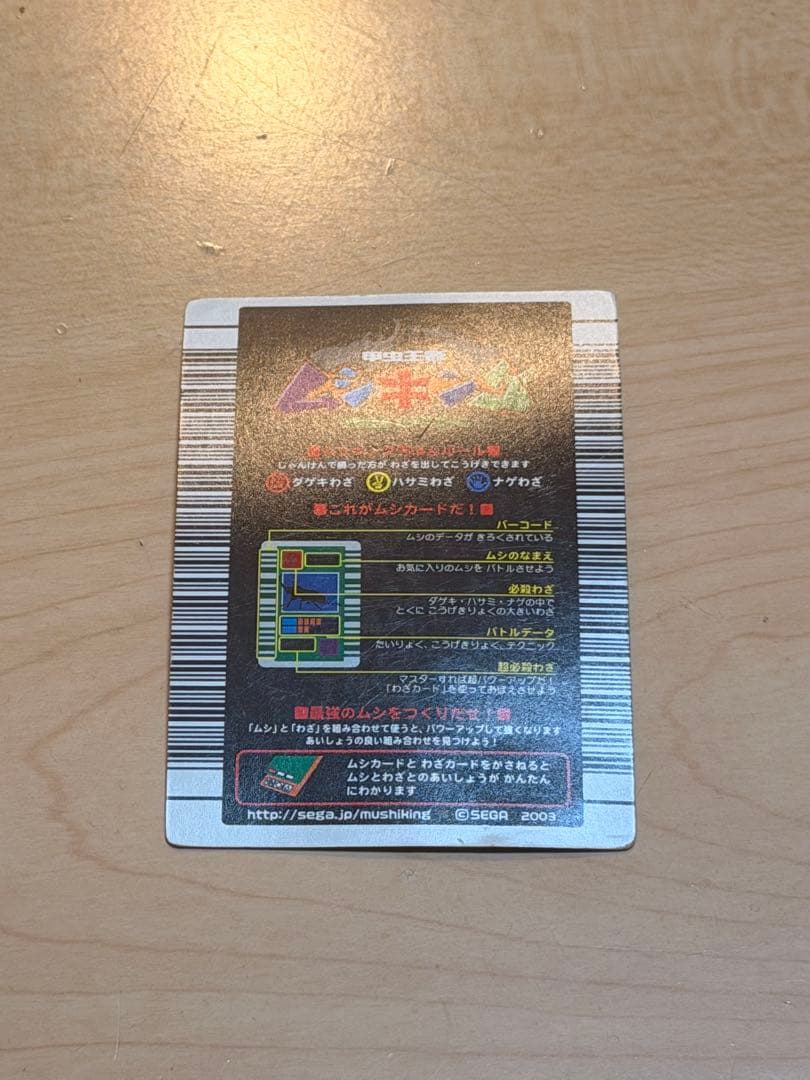 甲虫王者
ムシキング
じゃんけんで勝った方が わざを出してこうげきできます
ダゲキわざ ハサミわざ ナゲわざ
これがムシカードだ!
バーコード
ムシのデータが きろくされている
ムシのなまえ
お気に入りのムシを バトルさせよう
必殺わざ
ダゲキ・ハサミ・ナゲの中で
とくに こうげきりょくの大きいわざ
バトルデータ
たいりょく、こうげきりょく、テクニック
超必殺わざ
マスターすれば超パワーアップだ!
「わざカード」を使っておぼえさせよう
最強のムシをつくりだせ!
「ムシ」と「わざ」を組み合わせて使うと、パワーアップして強くなります
あいしょうの良い組み合わせを見つけよう!
ムシカードと わざカードをかさねると
ムシとわざとのあいしょうが かんたん
にわかります
http://sega.jp/mushiking ©SEGA 2003